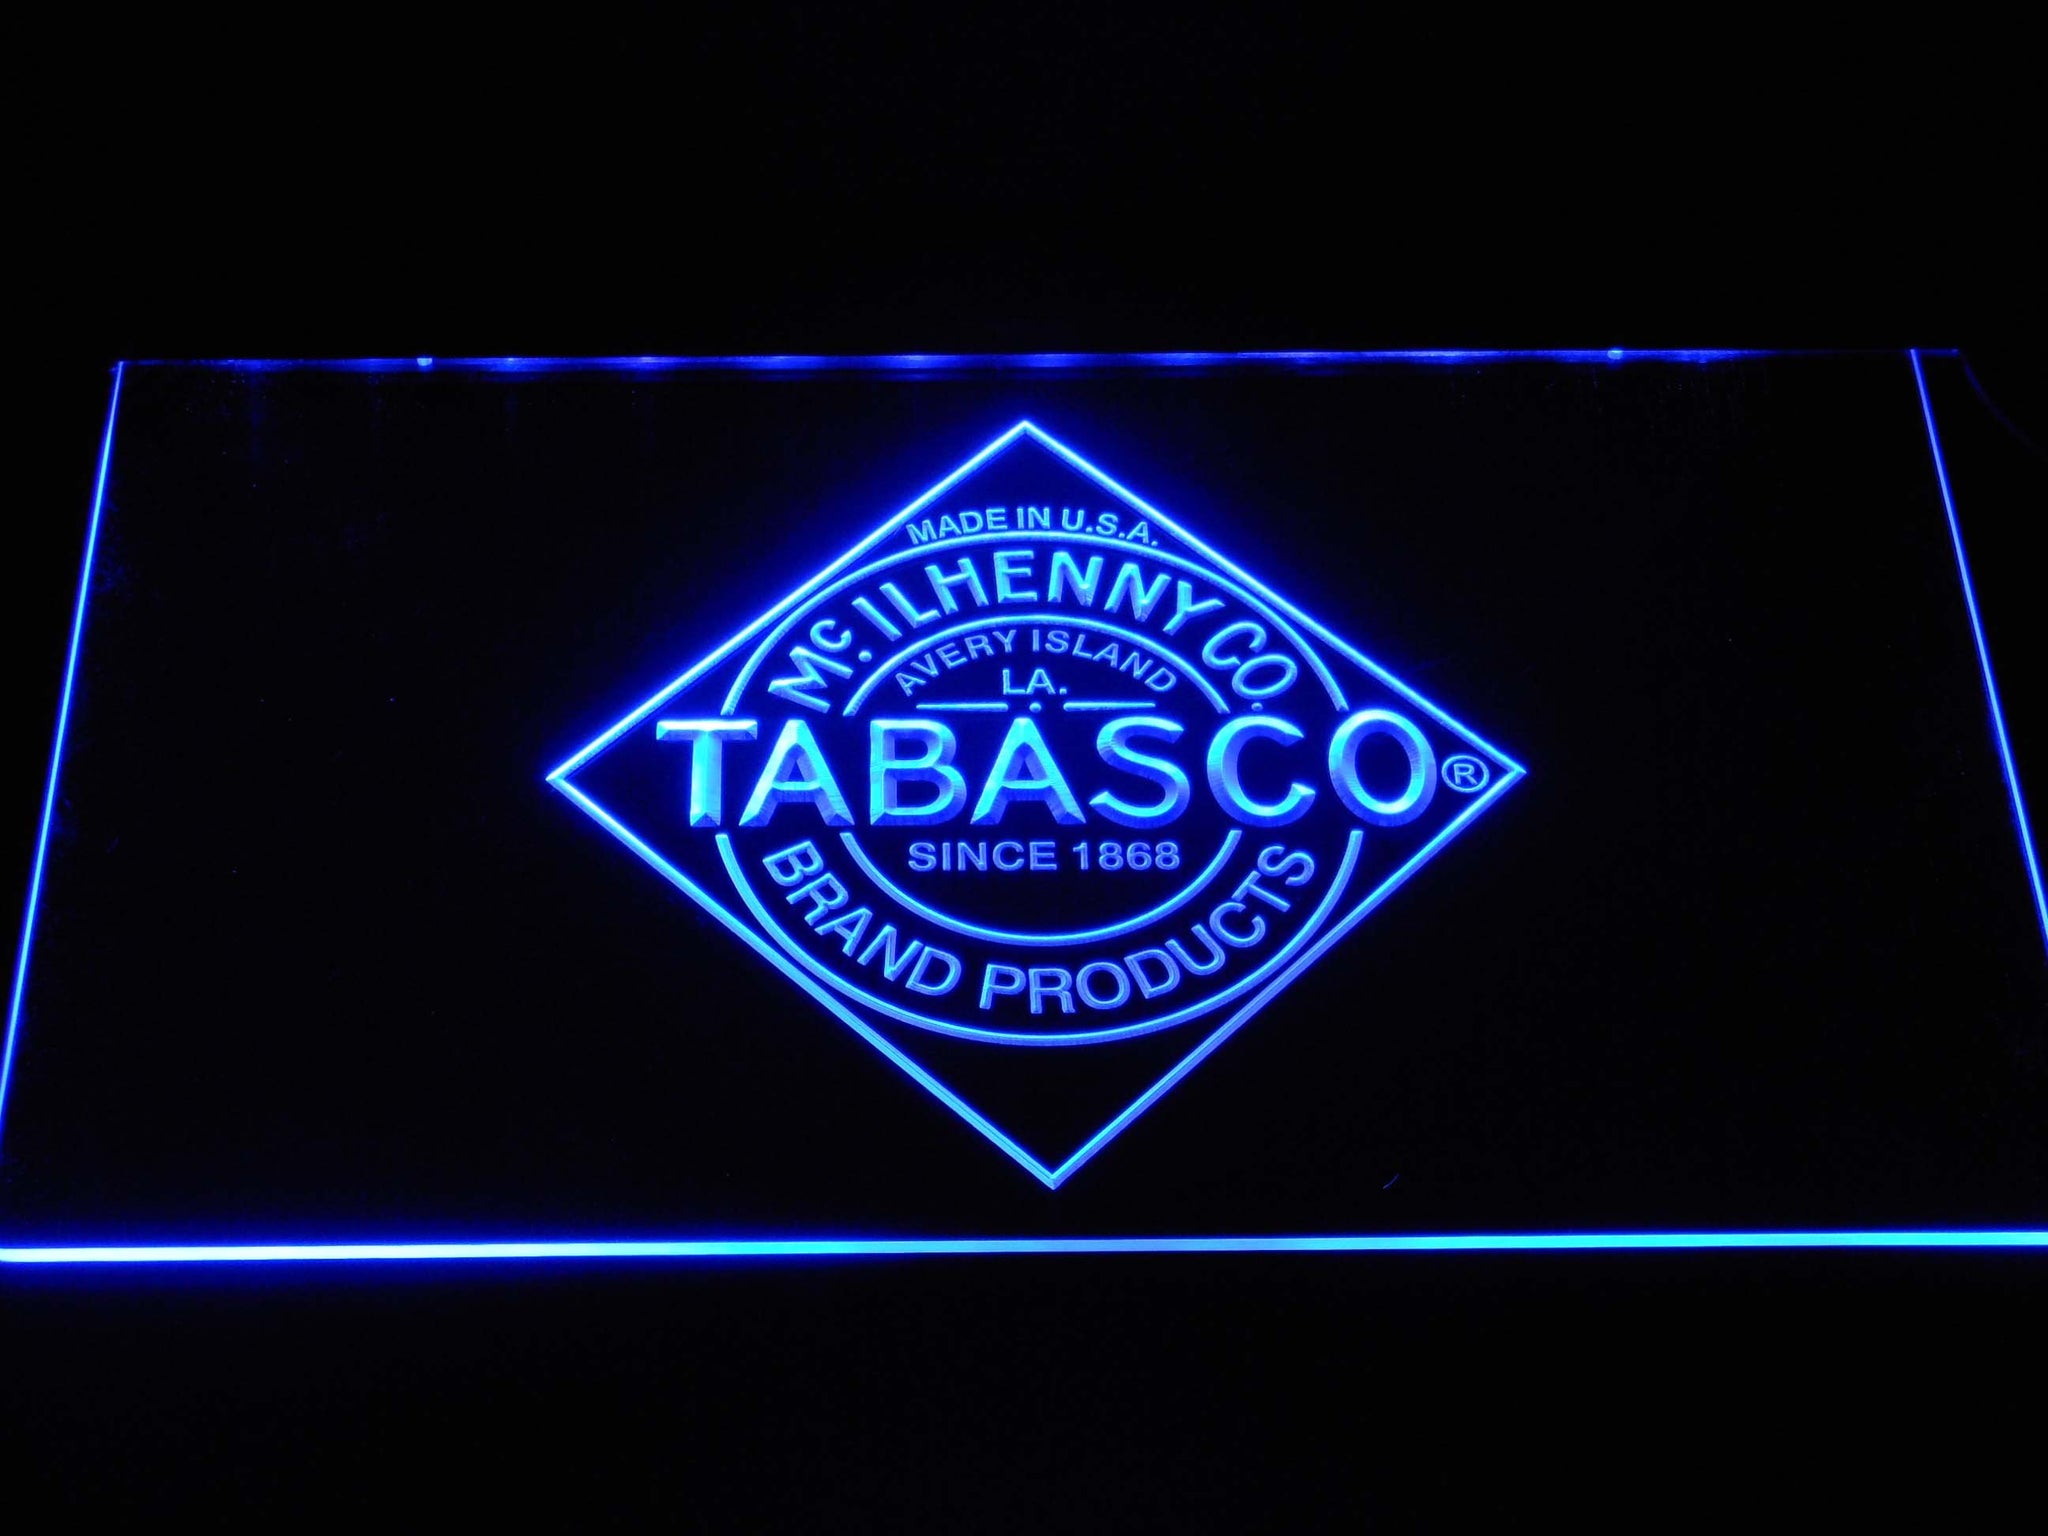 MADE IN U.S.A.
Mc. ILHENNY CO.
AVERY ISLAND
LA.
TABASCO®
SINCE 1868
BRAND PRODUCTS